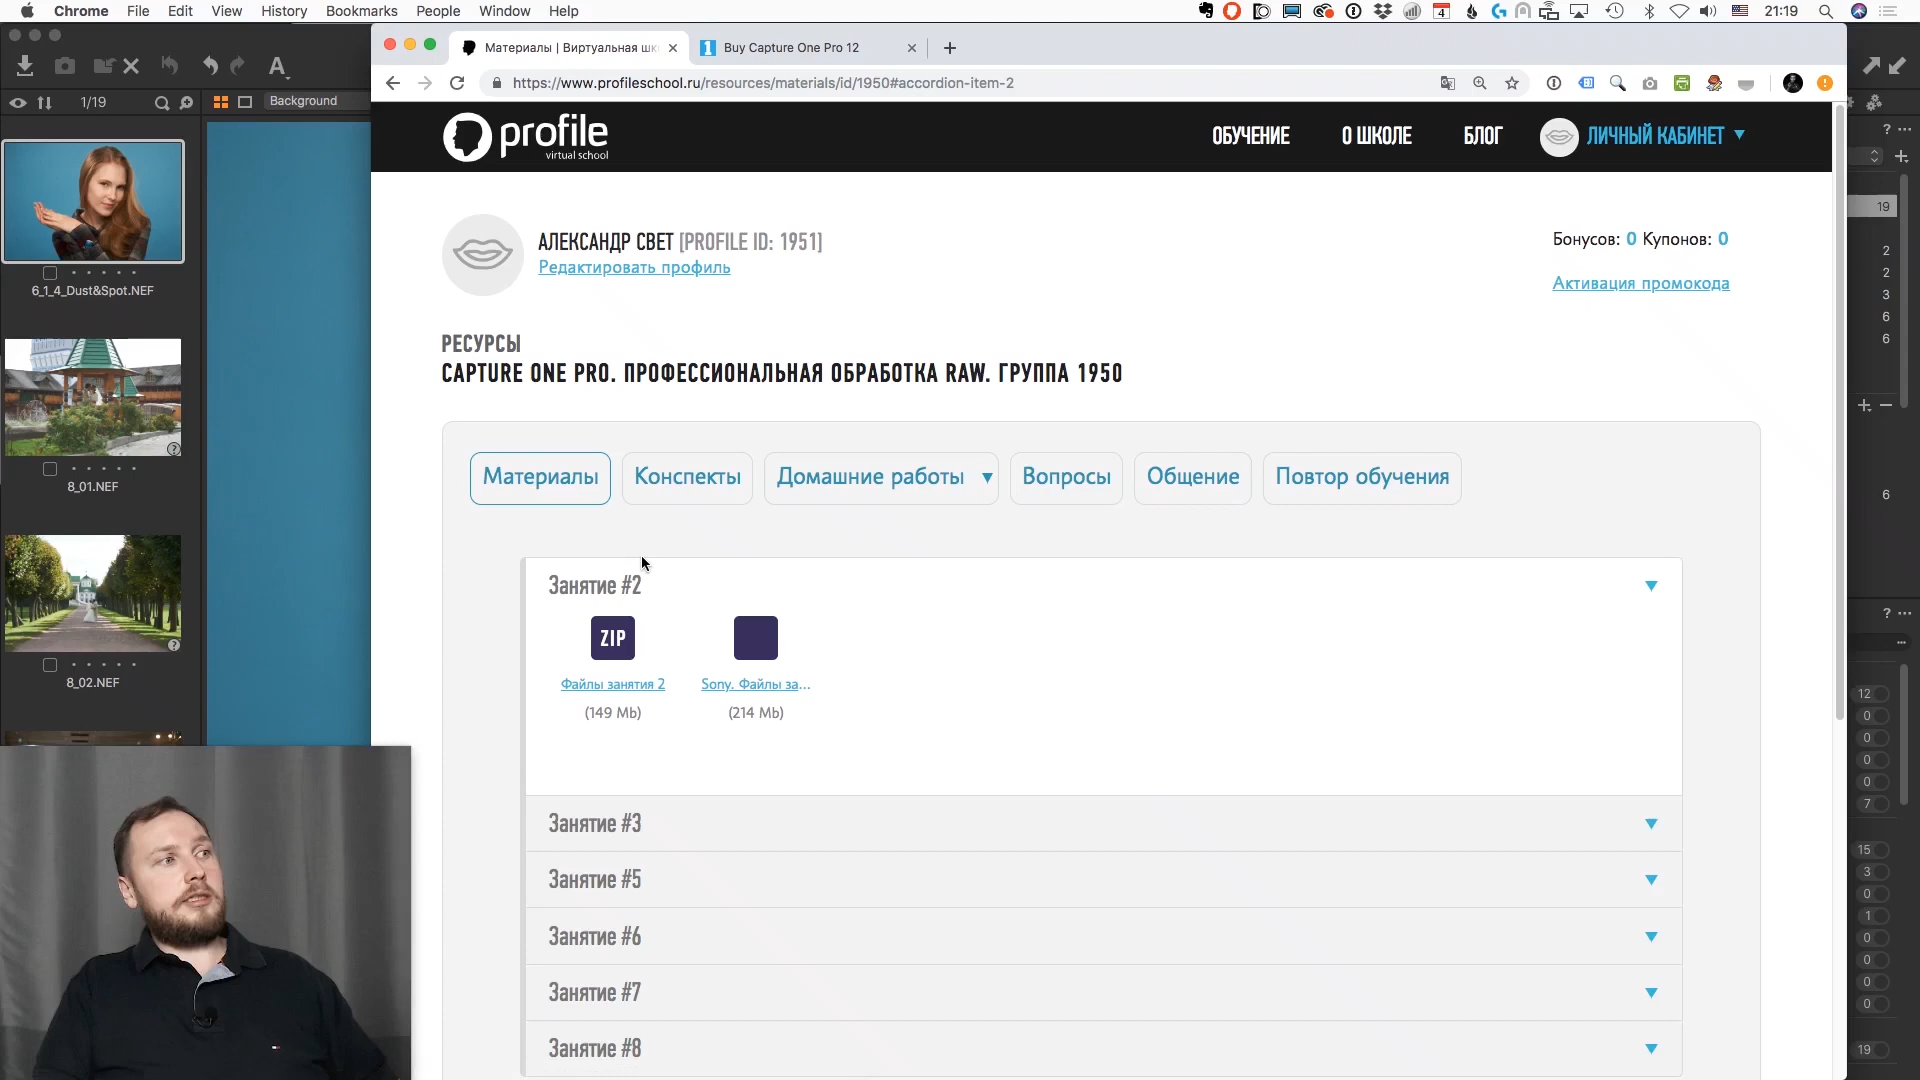 Chrome File Edit View History Bookmarks People Window Help
4 21:19
Материалы | Виртуальная шк
Buy Capture One Pro 12
https://www.profileschool.ru/resources/materials/id/1950#accordion-item-2
1/19
Background
profile
virtual school
ОБУЧЕНИЕ
О ШКОЛЕ
БЛОГ
ЛИЧНЫЙ КАБИНЕТ
АЛЕКСАНДР СВЕТ [PROFILE ID: 1951]
Редактировать профиль
Бонусов: 0 Купонов: 0
Активация промокода
6_1_4_Dust&Spot.NEF
8_01.NEF
8_02.NEF
РЕСУРСЫ
CAPTURE ONE PRO. ПРОФЕССИОНАЛЬНАЯ ОБРАБОТКА RAW. ГРУППА 1950
Материалы
Конспекты
Домашние работы
Вопросы
Общение
Повтор обучения
Занятие #2
ZIP
Файлы занятия 2
(149 Mb)
Sony. Файлы за...
(214 Mb)
Занятие #3
Занятие #5
Занятие #6
Занятие #7
Занятие #8
19
2
2
3
6
6
6
12
0
0
0
0
7
15
3
0
1
0
0
0
0
19